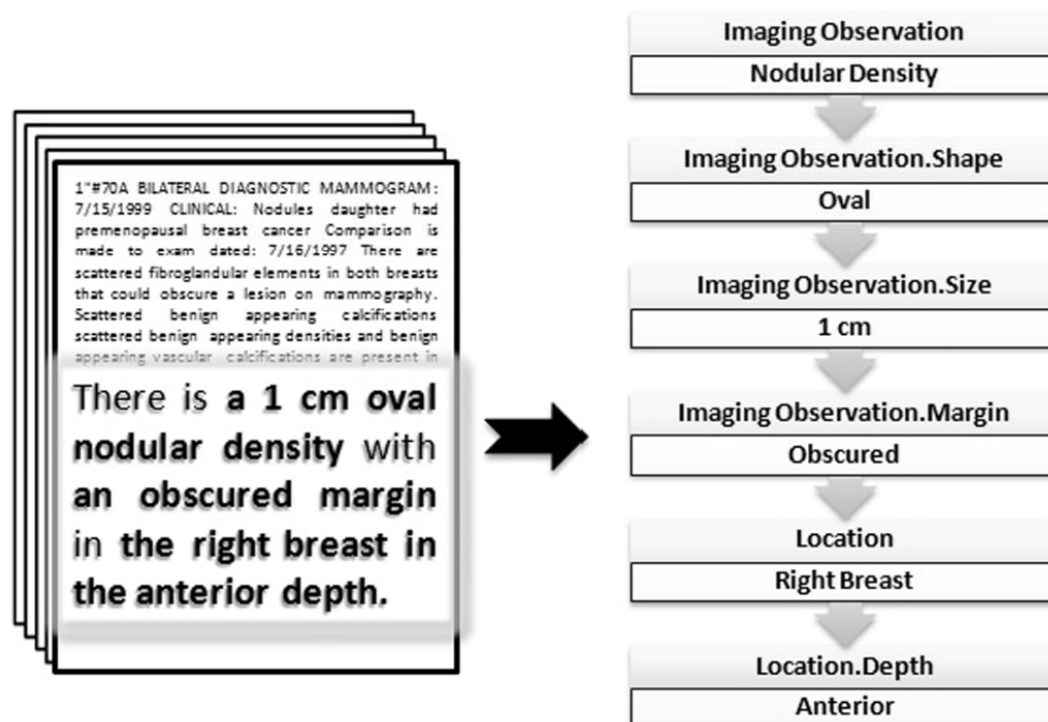 1"#70A BILATERAL DIAGNOSTIC MAMMOGRAM:
7/15/1999 CLINICAL: Nodules daughter had
premenopausal breast cancer Comparison is
made to exam dated: 7/16/1997 There are
scattered fibroglandular elements in both breasts
that could obscure a lesion on mammography.
Scattered benign appearing calcifications
scattered benign appearing densities and benign
appearing vascular calcifications are present in
There is a 1 cm oval
nodular density with
an obscured margin
in the right breast in
the anterior depth.
Imaging Observation
Nodular Density
Imaging Observation.Shape
Oval
Imaging Observation.Size
1 cm
Imaging Observation.Margin
Obscured
Location
Right Breast
Location.Depth
Anterior